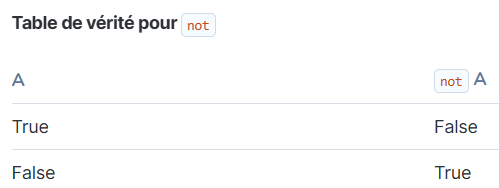 Table de vérité pour not
A not A
True False
False True